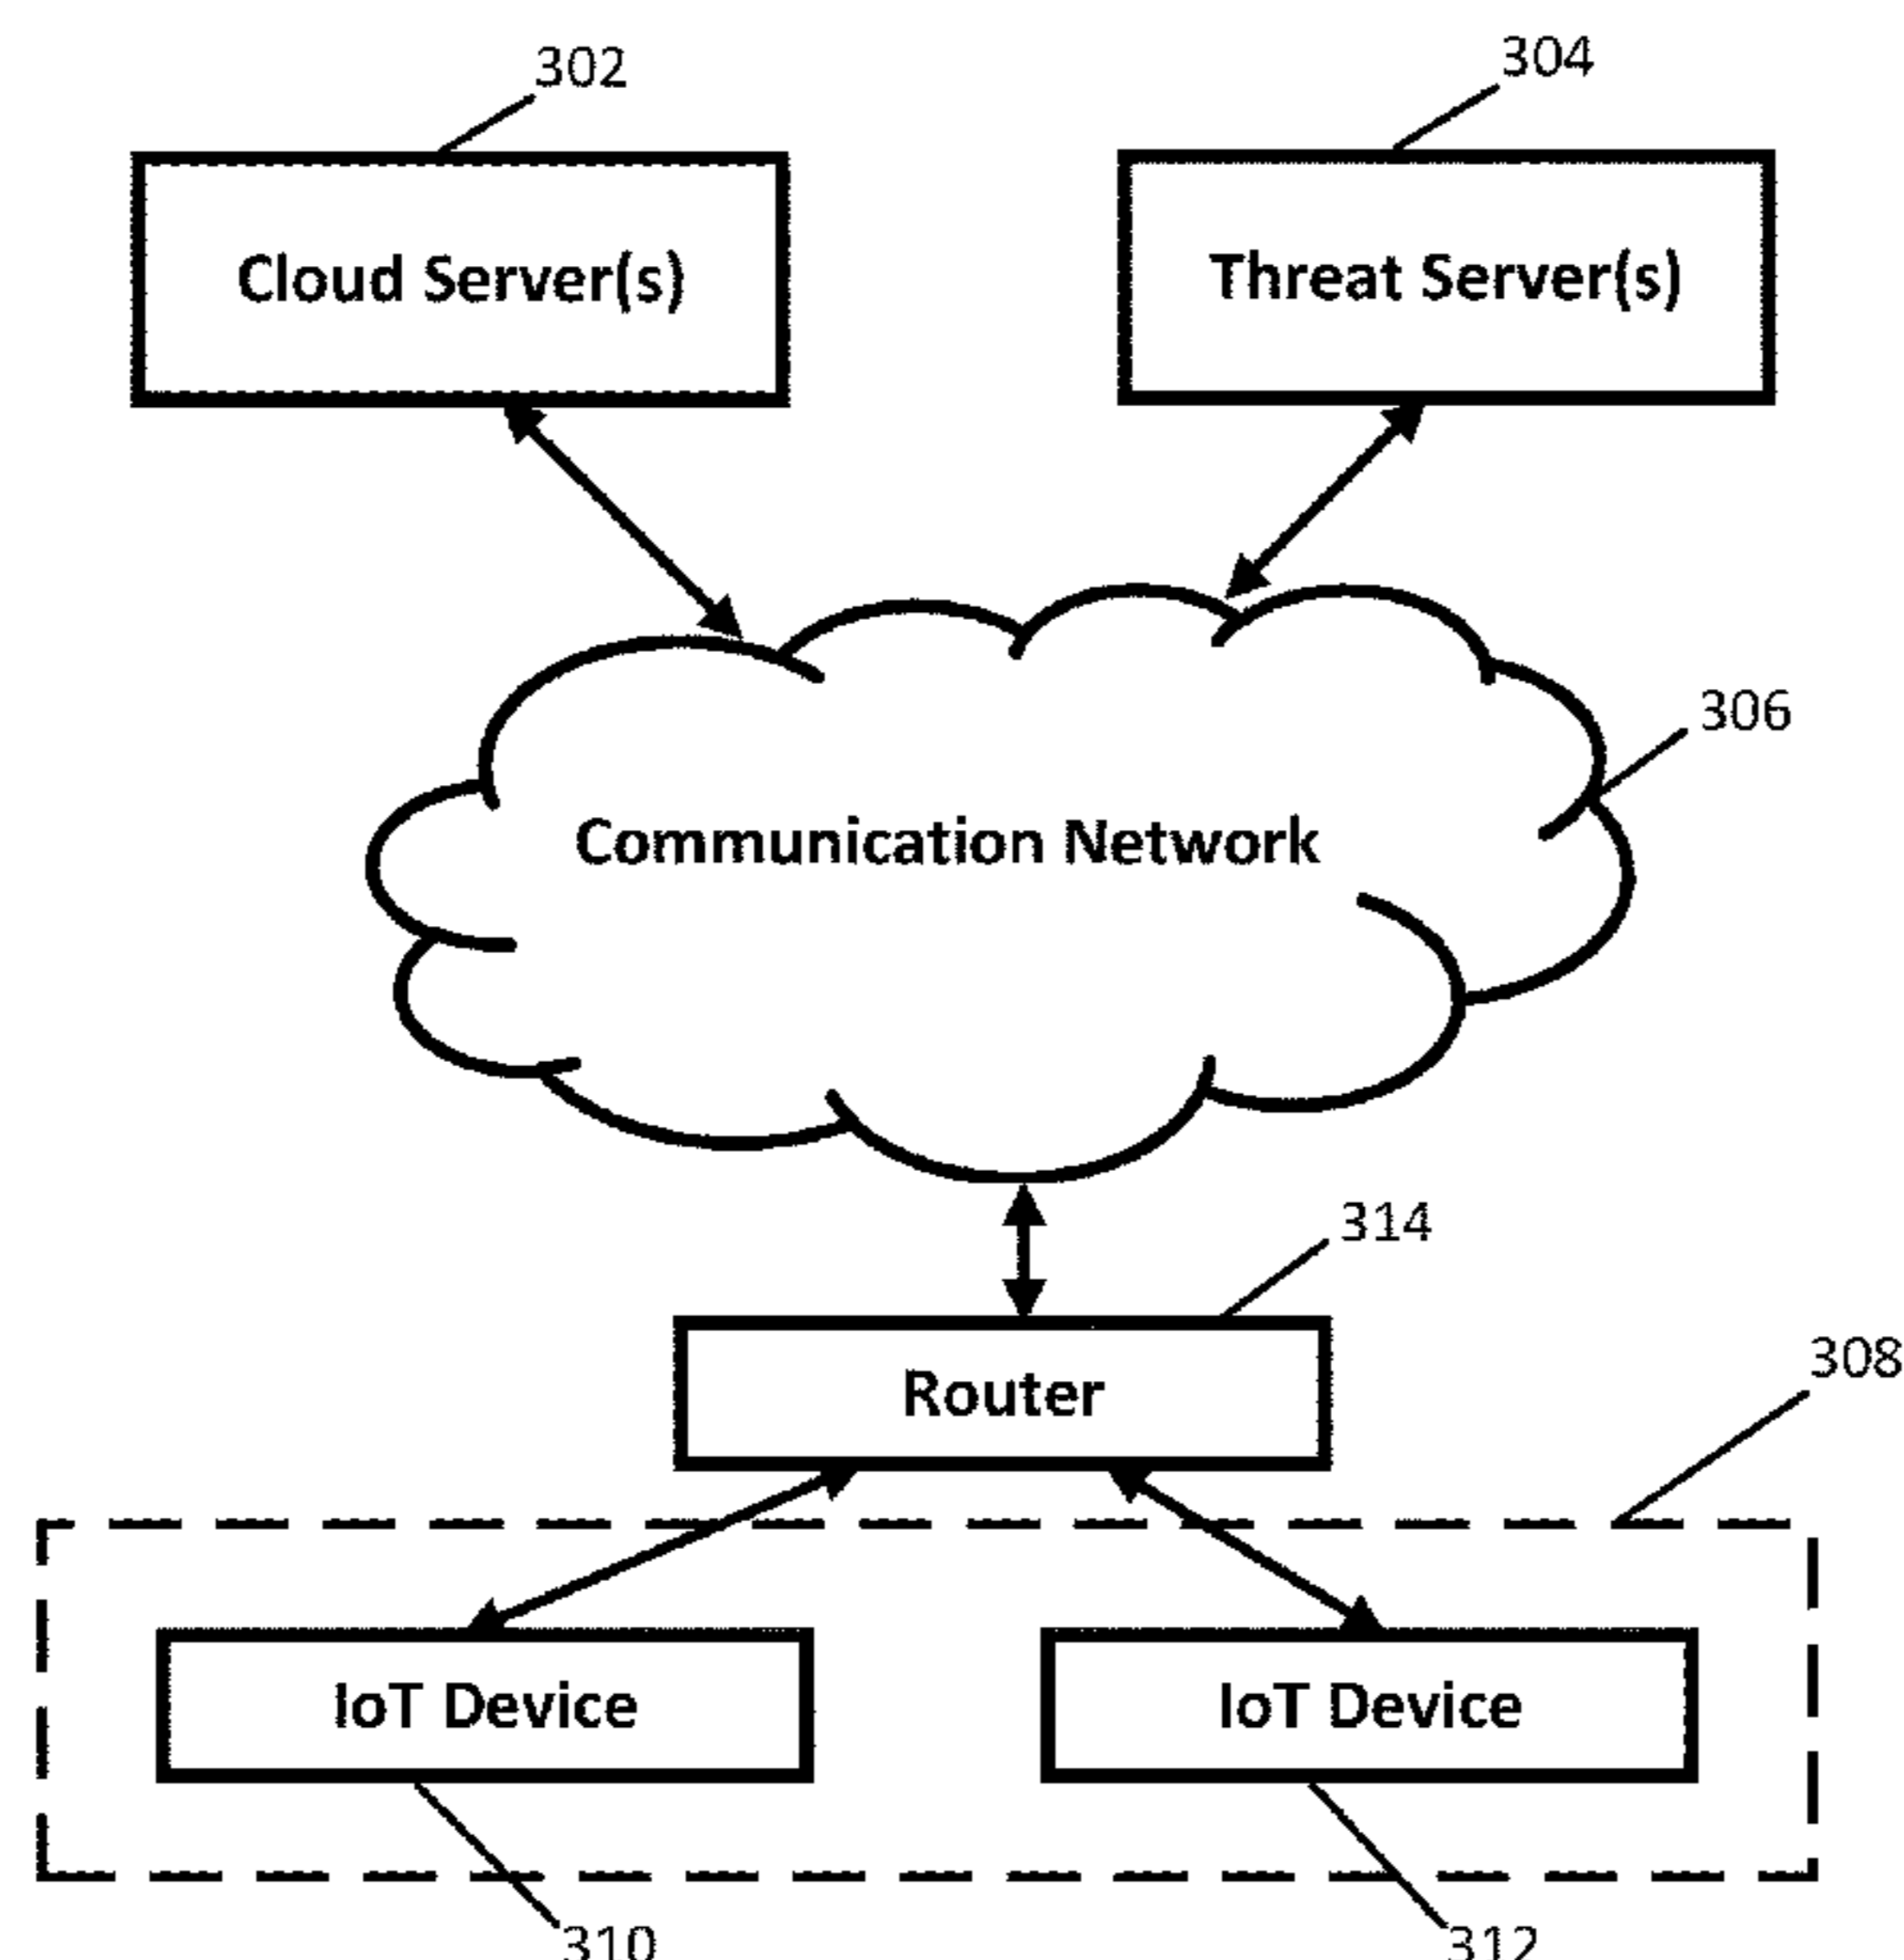 302
304
Cloud Server(s)
Threat Server(s)
306
Communication Network
314
Router
308
IoT Device
IoT Device
310
312